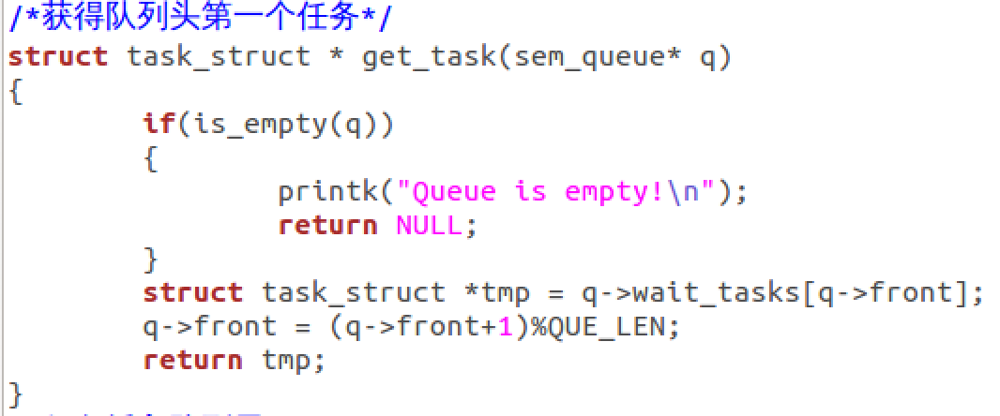 /*获得队列头第一个任务*/
struct task_struct * get_task(sem_queue* q)
{
        if(is_empty(q))
        {
                printk("Queue is empty!\n");
                return NULL;
        }
        struct task_struct *tmp = q->wait_tasks[q->front];
        q->front = (q->front+1)%QUE_LEN;
        return tmp;
}